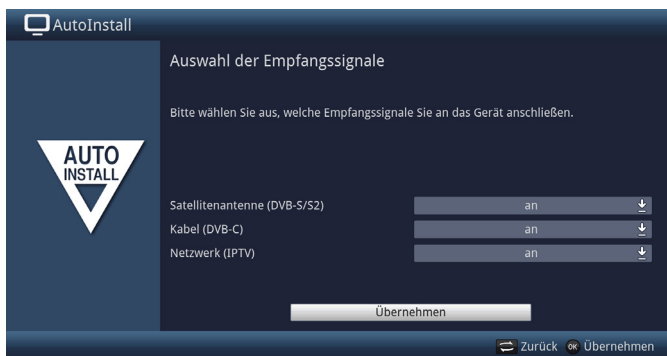 AutoInstall
Auswahl der Empfangssignale
Bitte wählen Sie aus, welche Empfangssignale Sie an das Gerät anschließen.
AUTO
INSTALL
Satellitenantenne (DVB-S/S2) an
Kabel (DVB-C) an
Netzwerk (IPTV) an
Übernehmen
Zurück OK Übernehmen